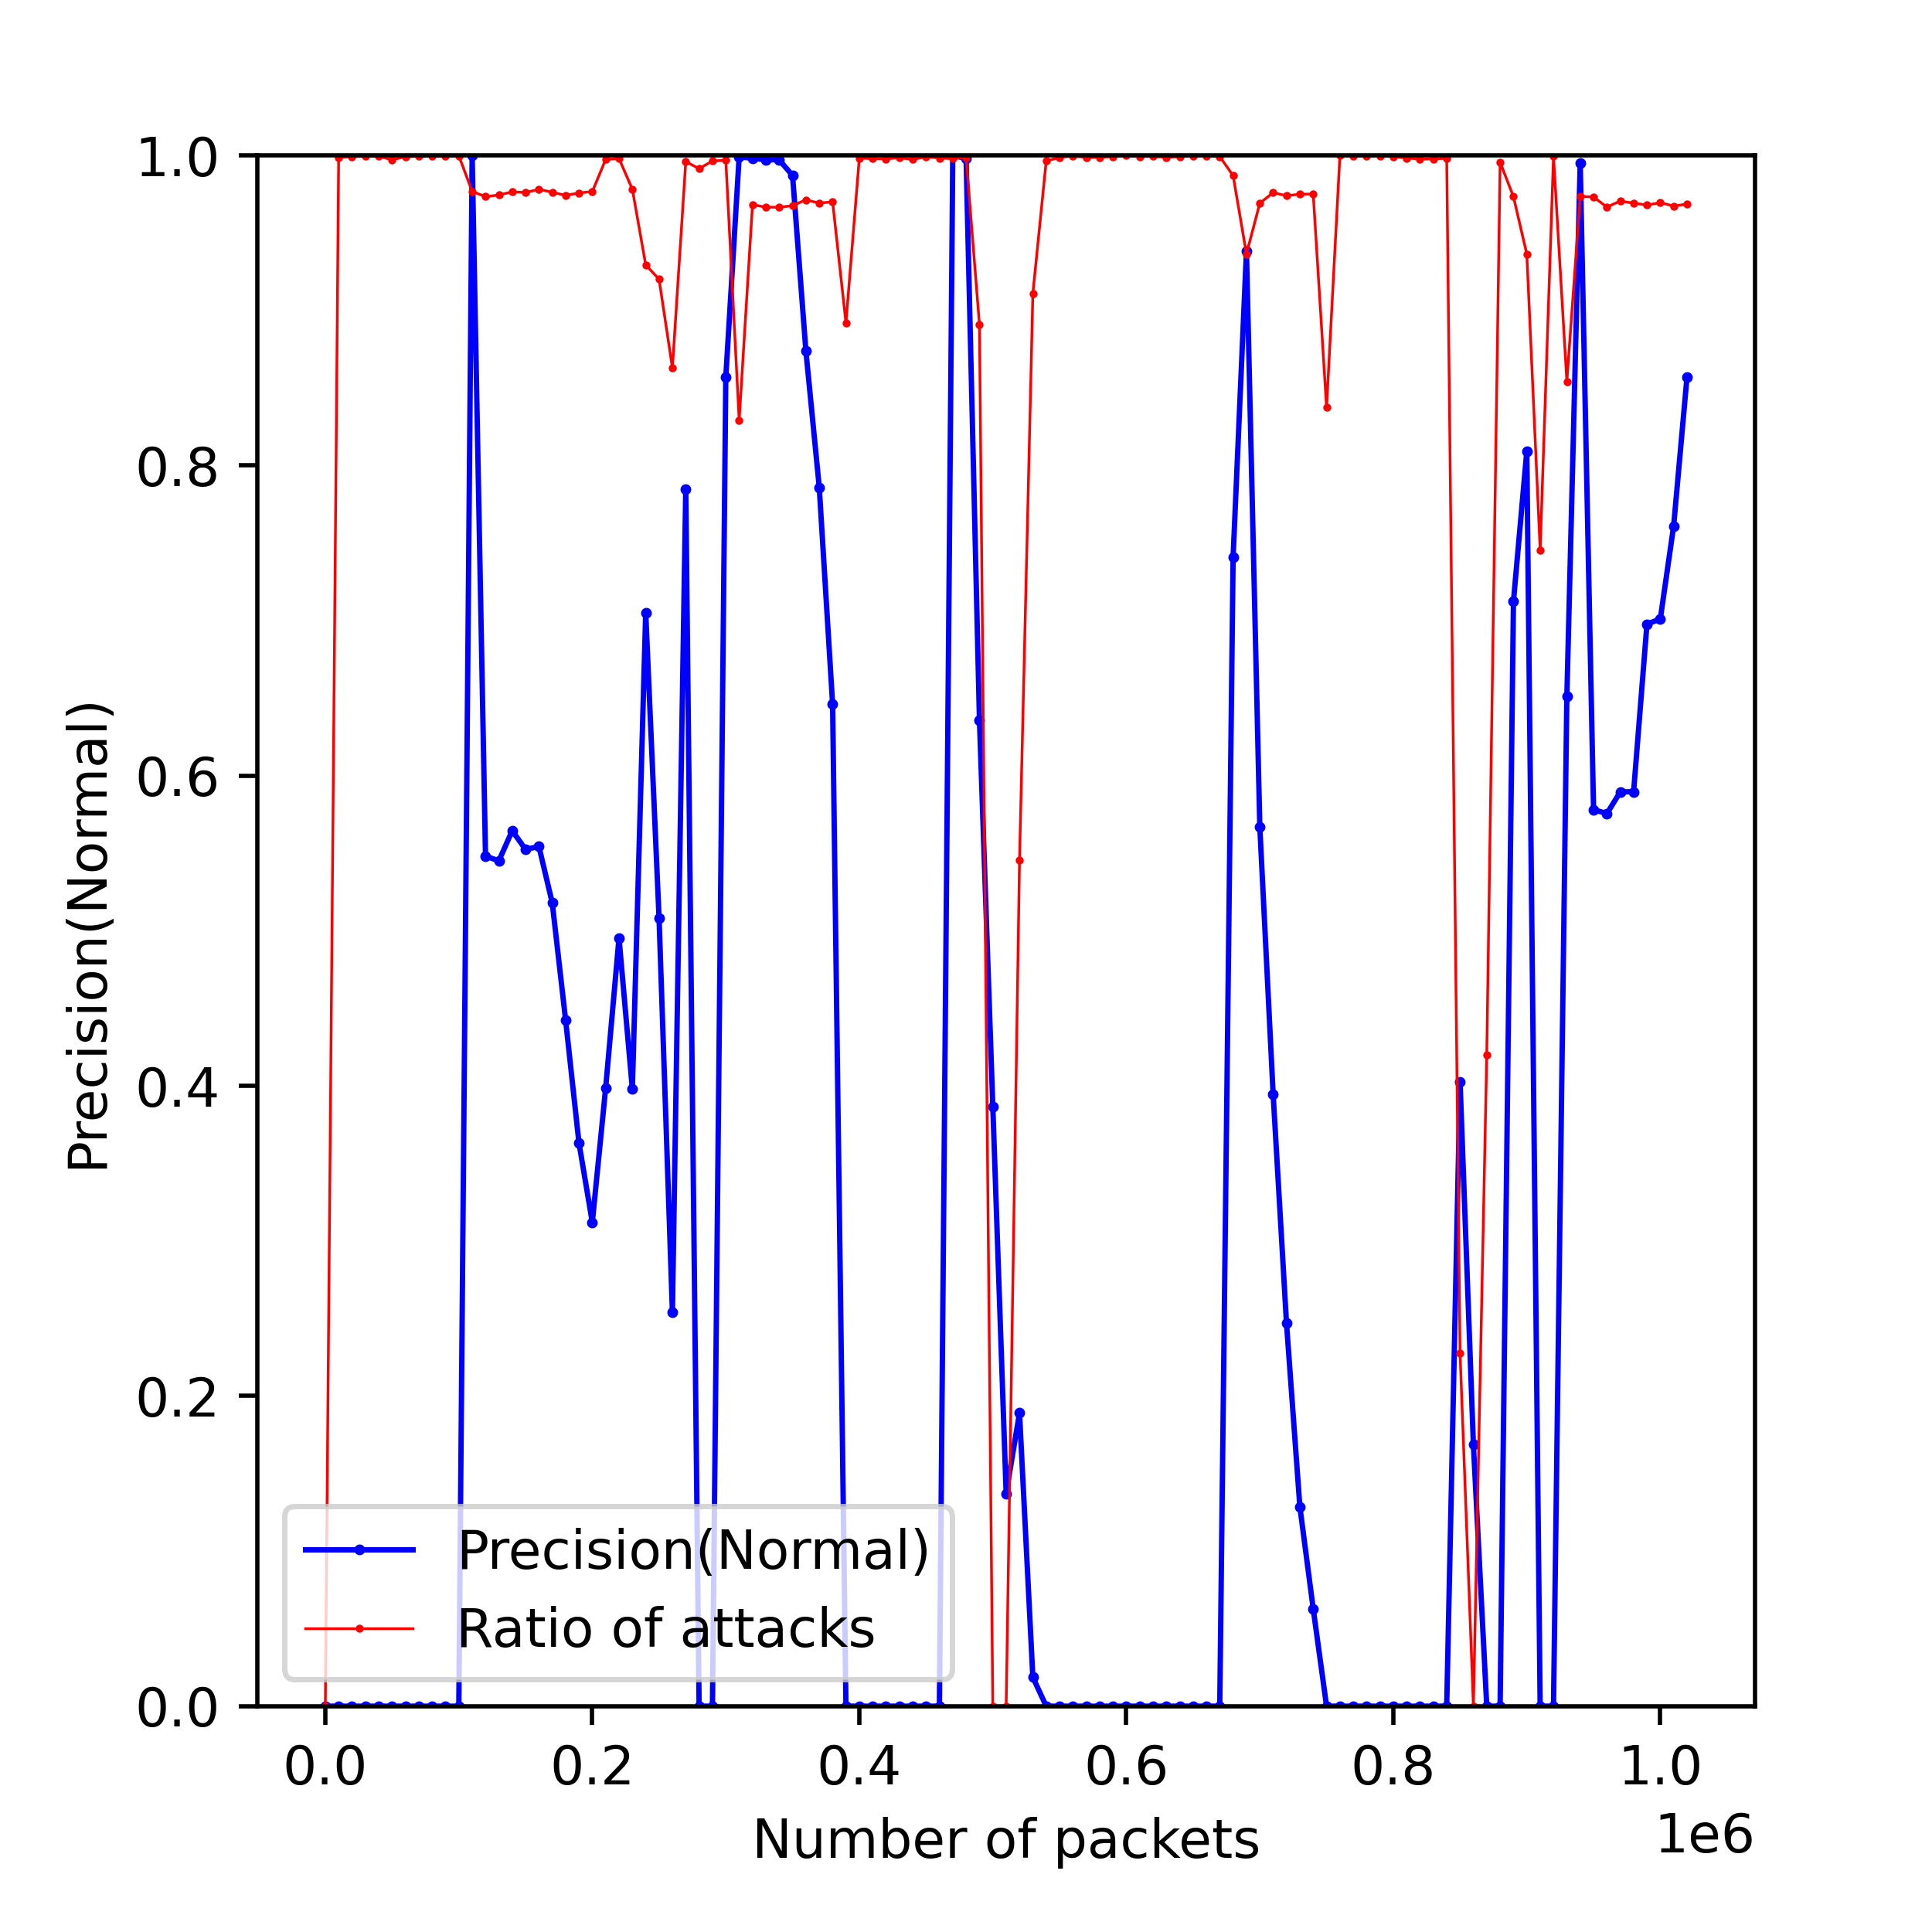 1.0
0.8
0.6
0.4
0.2
0.0
Precision(Normal)
Precision(Normal)
Ratio of attacks
0.0 0.2 0.4 0.6 0.8 1.0
1e6
Number of packets